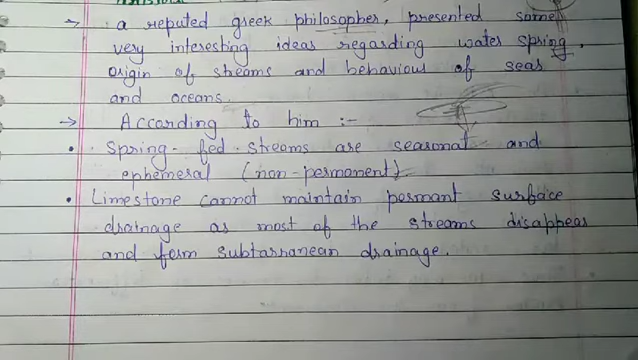 → a reputed greek philosopher, presented some
very interesting ideas regarding water spring.
origin of streams and behaviour of seas
and oceans.
→ According to him :-
• Spring-fed streams are seasonal and
ephemeral (non-permanent)
• Limestone cannot maintain permant surface
drainage as most of the streams disappear
and form subtarranean drainage.